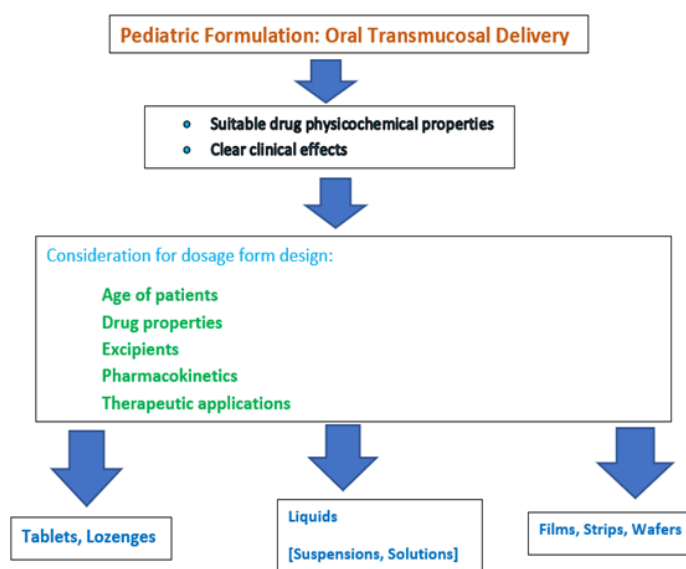 Pediatric Formulation: Oral Transmucosal Delivery
• Suitable drug physicochemical properties
• Clear clinical effects
Consideration for dosage form design:
Age of patients
Drug properties
Excipients
Pharmacokinetics
Therapeutic applications
Tablets, Lozenges
Liquids
[Suspensions, Solutions]
Films, Strips, Wafers